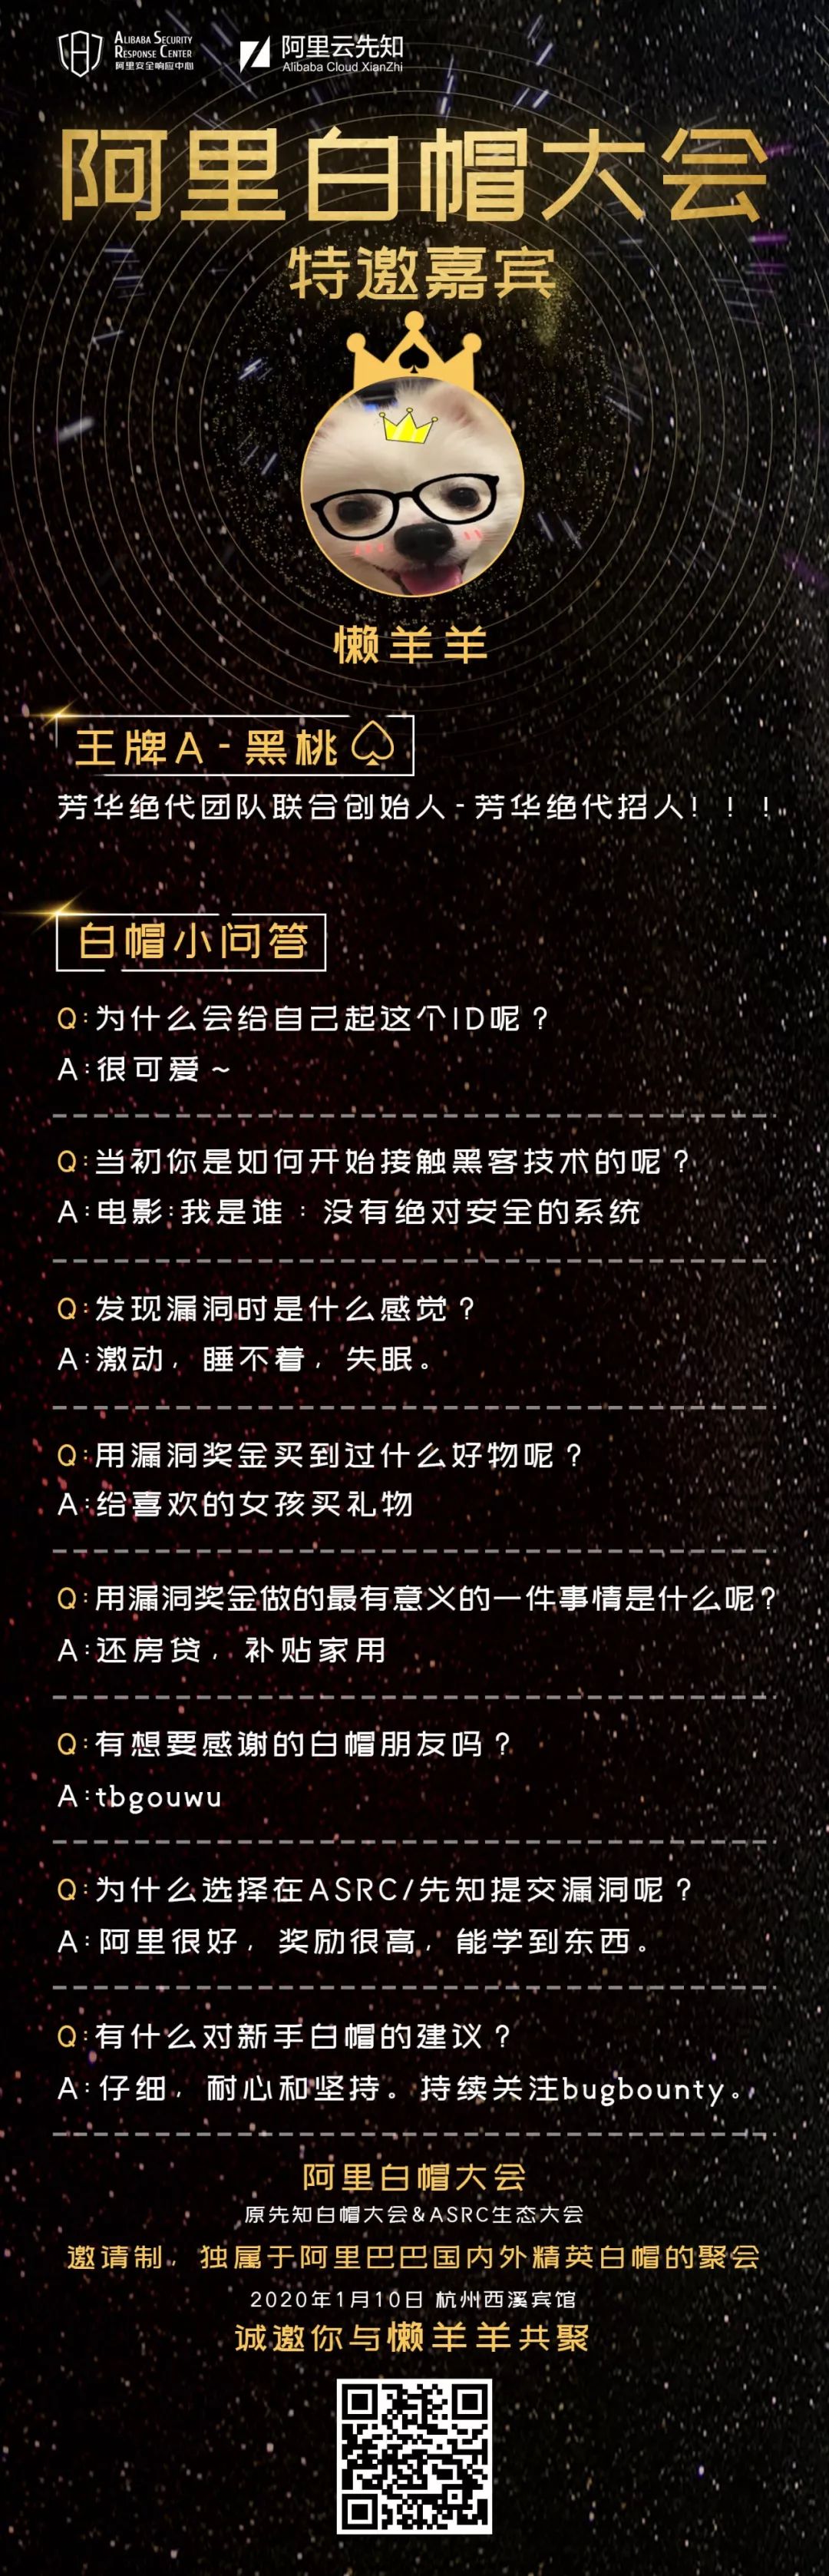 ALIBABA SECURITY
RESPONSE CENTER
阿里安全响应中心
阿里云先知
Alibaba Cloud XianZhi
阿里白帽大会
特邀嘉宾
懒羊羊
王牌A-黑桃
芳华绝代团队联合创始人-芳华绝代招人！！！
白帽小问答
Q:为什么会给自己起这个ID呢？
A:很可爱~
Q:当初你是如何开始接触黑客技术的呢？
A:电影:我是谁：没有绝对安全的系统
Q:发现漏洞时是什么感觉？
A:激动，睡不着，失眠。
Q:用漏洞奖金买到过什么好物呢？
A:给喜欢的女孩买礼物
Q:用漏洞奖金做的最有意义的一件事情是什么呢？
A:还房贷，补贴家用
Q:有想要感谢的白帽朋友吗？
A:tbgouwu
Q:为什么选择在ASRC/先知提交漏洞呢？
A:阿里很好，奖励很高，能学到东西。
Q:有什么对新手白帽的建议？
A:仔细，耐心和坚持。持续关注bugbounty。
阿里白帽大会
原先知白帽大会&ASRC生态大会
邀请制，独属于阿里巴巴国内外精英白帽的聚会
2020年1月10日 杭州西溪宾馆
诚邀你与懒羊羊共聚